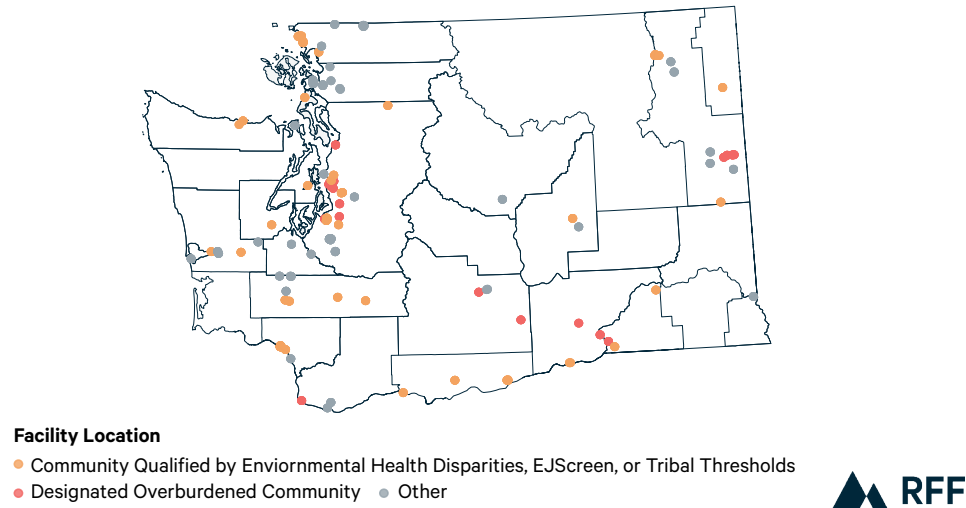 Facility Location
Community Qualified by Enviornmental Health Disparities, EJScreen, or Tribal Thresholds
Designated Overburdened Community Other
RFF